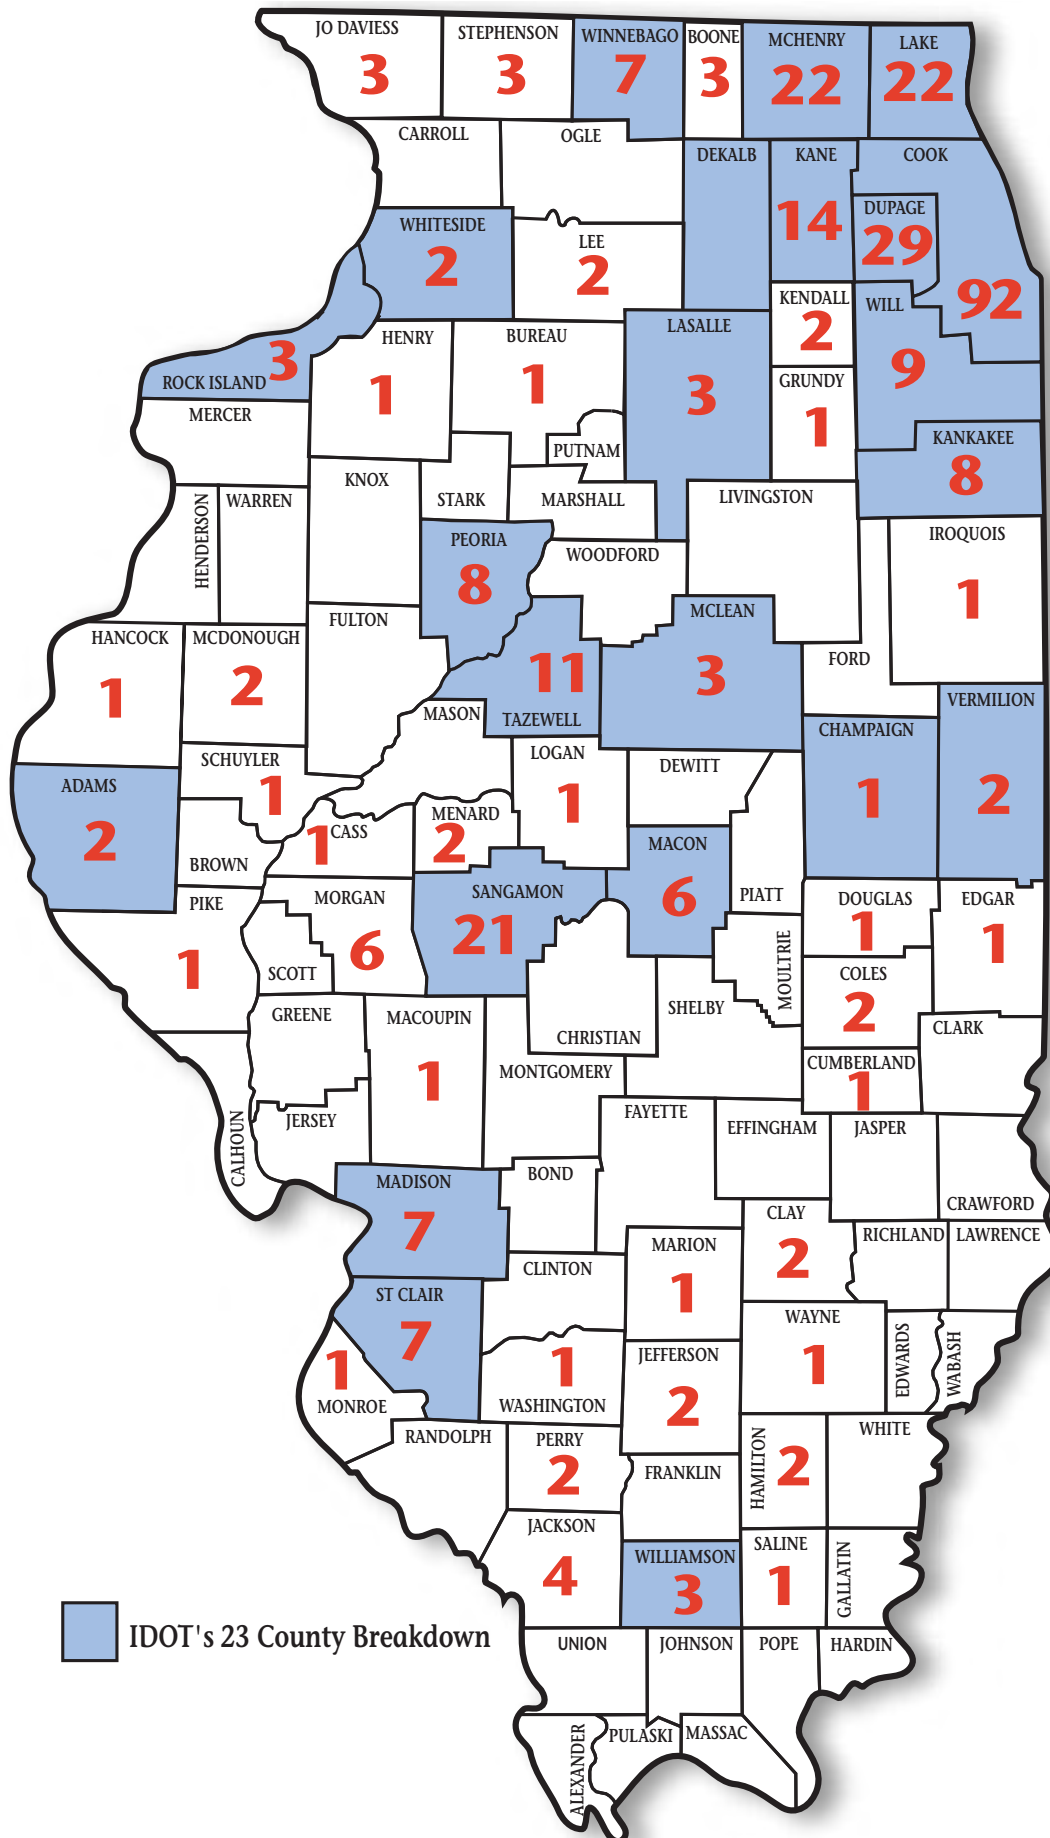 JO DAVIESS
3
STEPHENSON
3
WINNEBAGO
7
BOONE
3
MCHENRY
22
LAKE
22
CARROLL
OGLE
DEKALB
KANE
14
COOK
92
DUPAGE
29
WHITESIDE
2
LEE
2
KENDALL
2
WILL
9
ROCK ISLAND
3
HENRY
1
BUREAU
1
LASALLE
3
GRUNDY
1
MERCER
PUTNAM
KANKAKEE
8
KNOX
STARK
MARSHALL
LIVINGSTON
HENDERSON
WARREN
PEORIA
8
WOODFORD
IROQUOIS
1
MCLEAN
3
FULTON
HANCOCK
1
MCDONOUGH
2
11
TAZEWELL
FORD
MASON
VERMILION
2
CHAMPAIGN
1
SCHUYLER
1
LOGAN
1
DEWITT
ADAMS
2
CASS
1
MENARD
2
MACON
6
BROWN
PIKE
1
MORGAN
6
SANGAMON
21
PIATT
DOUGLAS
1
EDGAR
1
SCOTT
MOULTRIE
COLES
2
GREENE
MACOUPIN
1
CHRISTIAN
SHELBY
CLARK
MONTGOMERY
CUMBERLAND
1
CALHOUN
JERSEY
FAYETTE
EFFINGHAM
JASPER
MADISON
7
BOND
CRAWFORD
CLAY
2
RICHLAND
LAWRENCE
CLINTON
MARION
1
ST CLAIR
7
WAYNE
1
EDWARDS
WABASH
1
MONROE
1
WASHINGTON
JEFFERSON
2
RANDOLPH
PERRY
2
FRANKLIN
HAMILTON
2
WHITE
JACKSON
4
WILLIAMSON
3
SALINE
1
GALLATIN
IDOT's 23 County Breakdown
UNION
JOHNSON
POPE
HARDIN
ALEXANDER
PULASKI
MASSAC